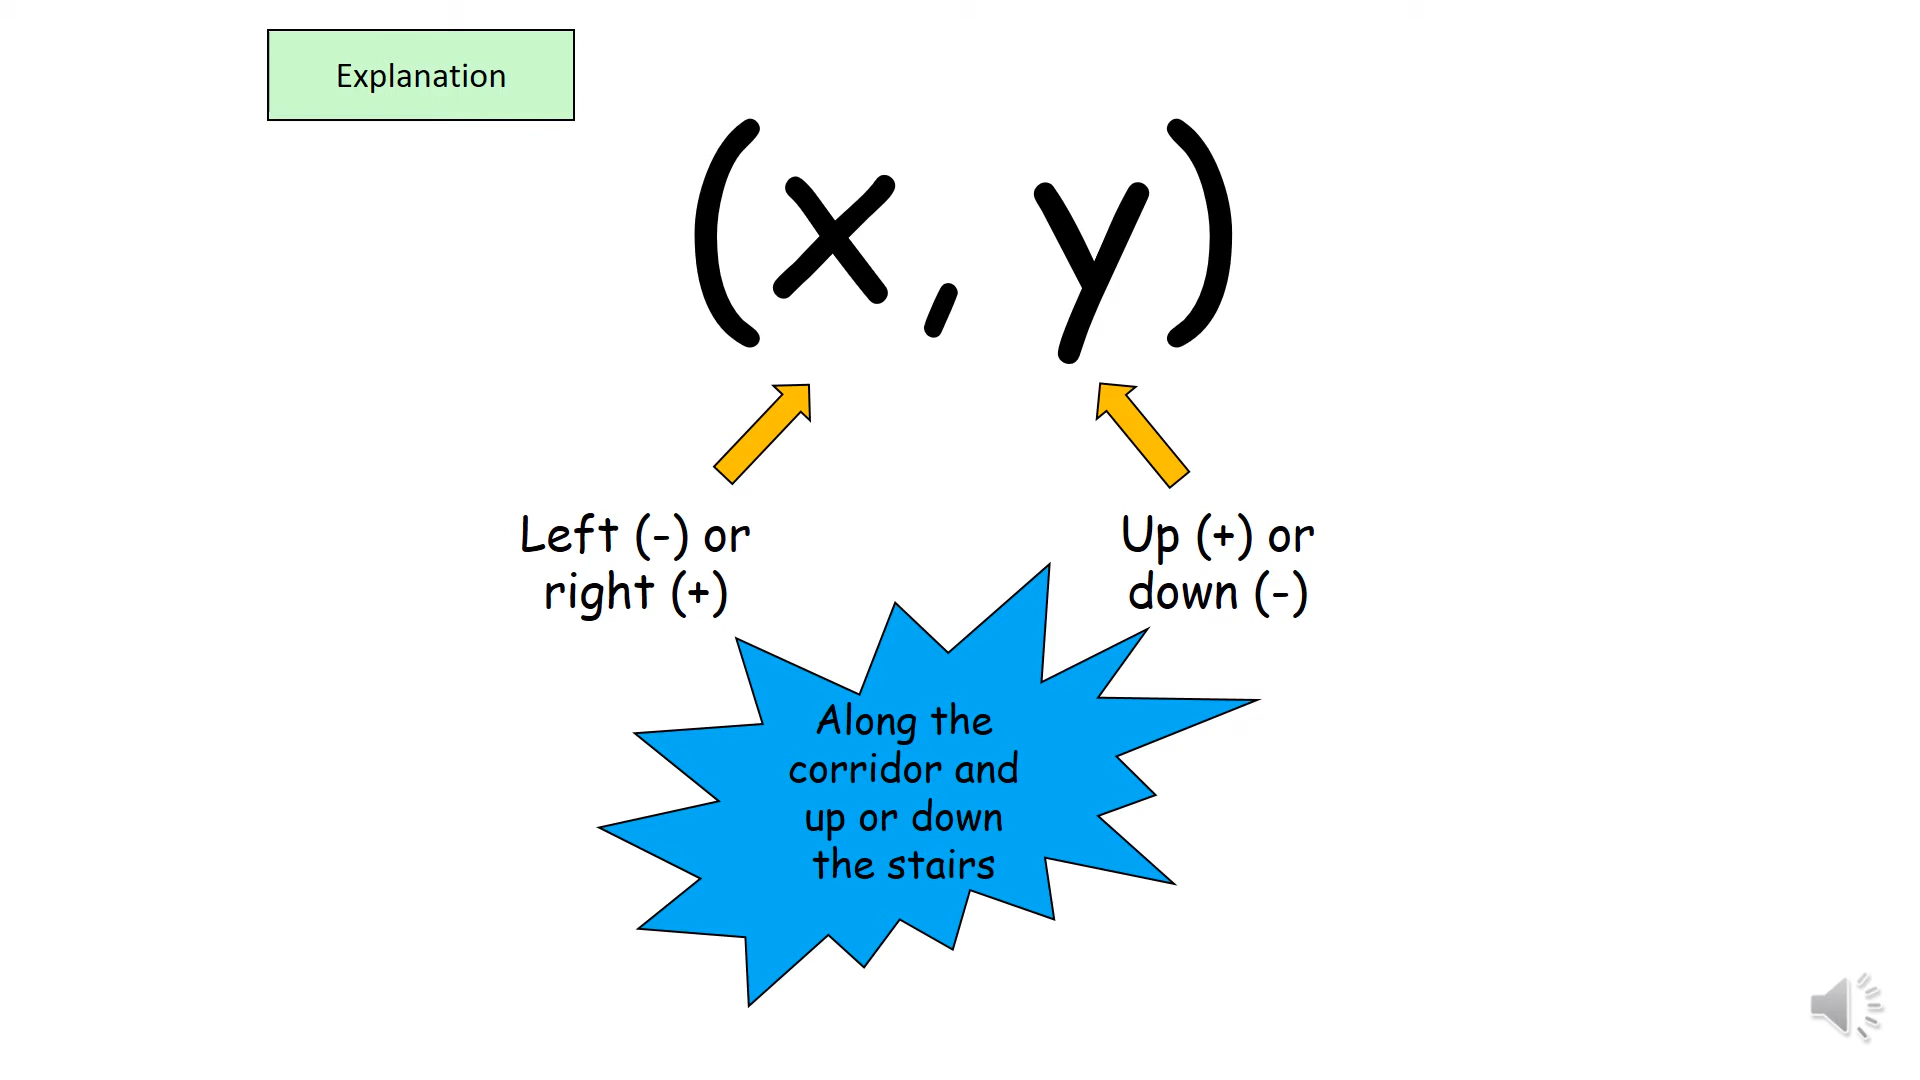 Explanation
(x, y)
Left (-) or
right (+)
Up (+) or
down (-)
Along the
corridor and
up or down
the stairs